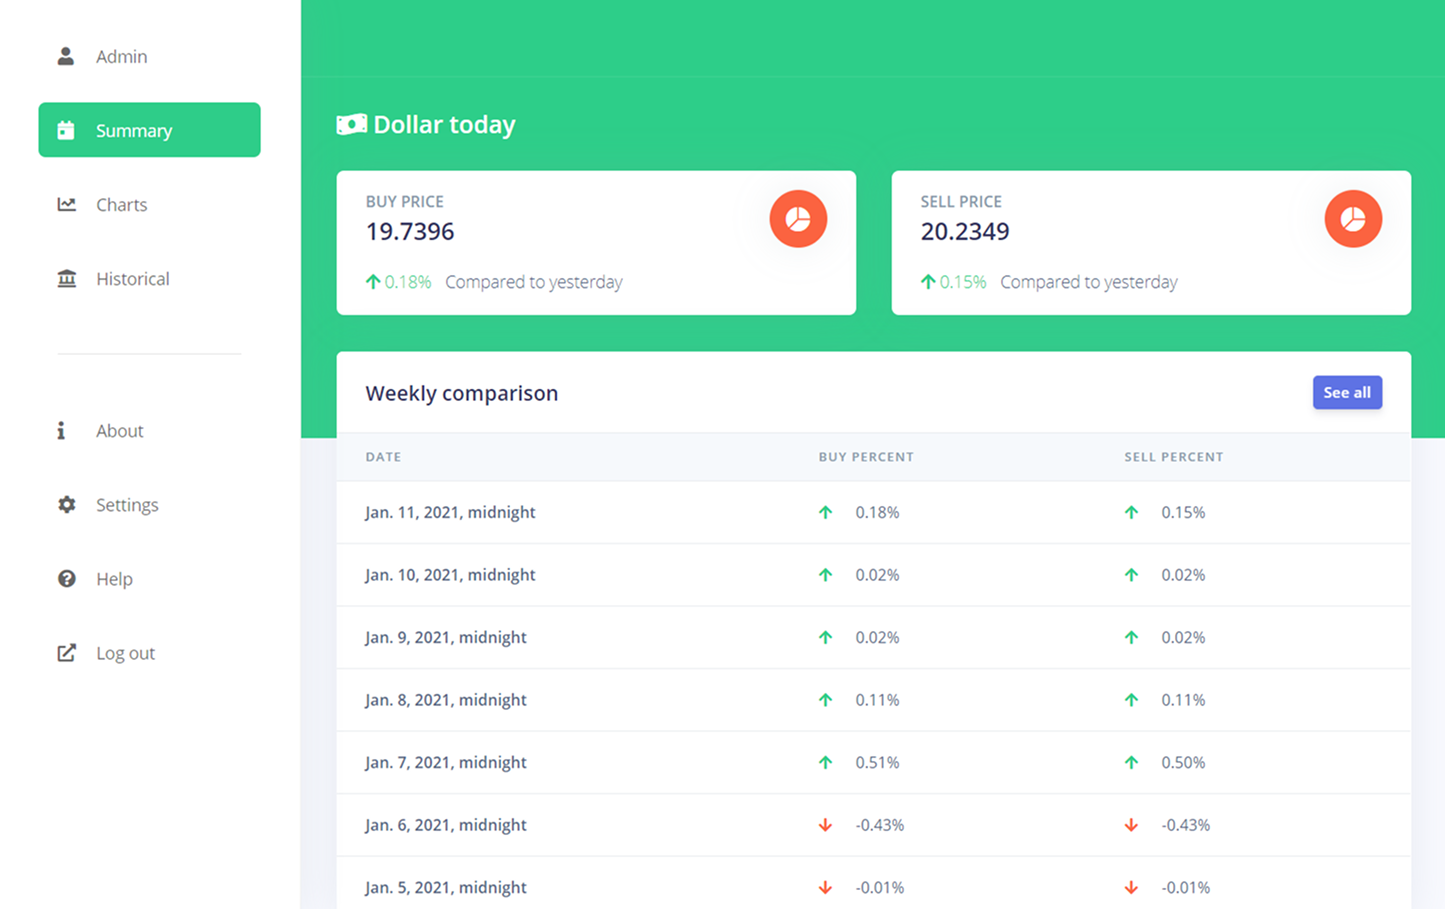 Admin
Summary
Charts
Historical
About
Settings
Help
Log out
Dollar today
BUY PRICE
19.7396
0.18% Compared to yesterday
SELL PRICE
20.2349
0.15% Compared to yesterday
Weekly comparison
See all
DATE BUY PERCENT SELL PERCENT
Jan. 11, 2021, midnight 0.18% 0.15%
Jan. 10, 2021, midnight 0.02% 0.02%
Jan. 9, 2021, midnight 0.02% 0.02%
Jan. 8, 2021, midnight 0.11% 0.11%
Jan. 7, 2021, midnight 0.51% 0.50%
Jan. 6, 2021, midnight -0.43% -0.43%
Jan. 5, 2021, midnight -0.01% -0.01%